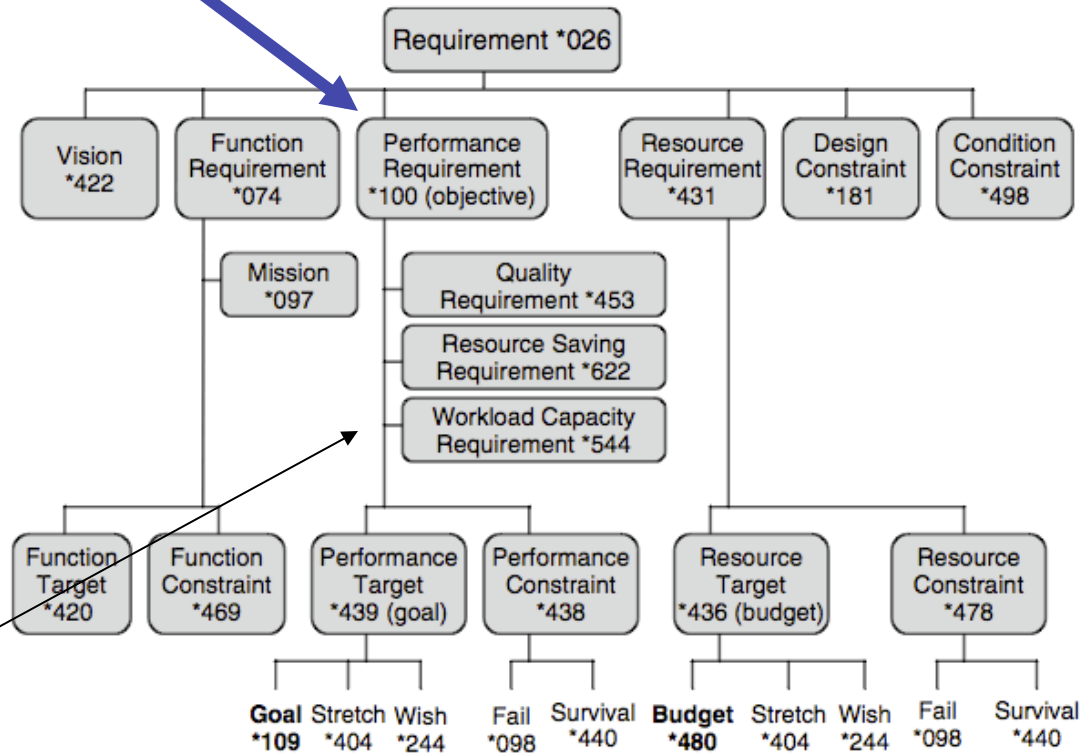 Requirement *026
Vision
*422
Function
Requirement
*074
Performance
Requirement
*100 (objective)
Resource
Requirement
*431
Design
Constraint
*181
Condition
Constraint
*498
Mission
*097
Quality
Requirement *453
Resource Saving
Requirement *622
Workload Capacity
Requirement *544
Function
Target
*420
Function
Constraint
*469
Performance
Target
*439 (goal)
Performance
Constraint
*438
Resource
Target
*436 (budget)
Resource
Constraint
*478
Goal
*109
Stretch
*404
Wish
*244
Fail
*098
Survival
*440
Budget
*480
Stretch
*404
Wish
*244
Fail
*098
Survival
*440